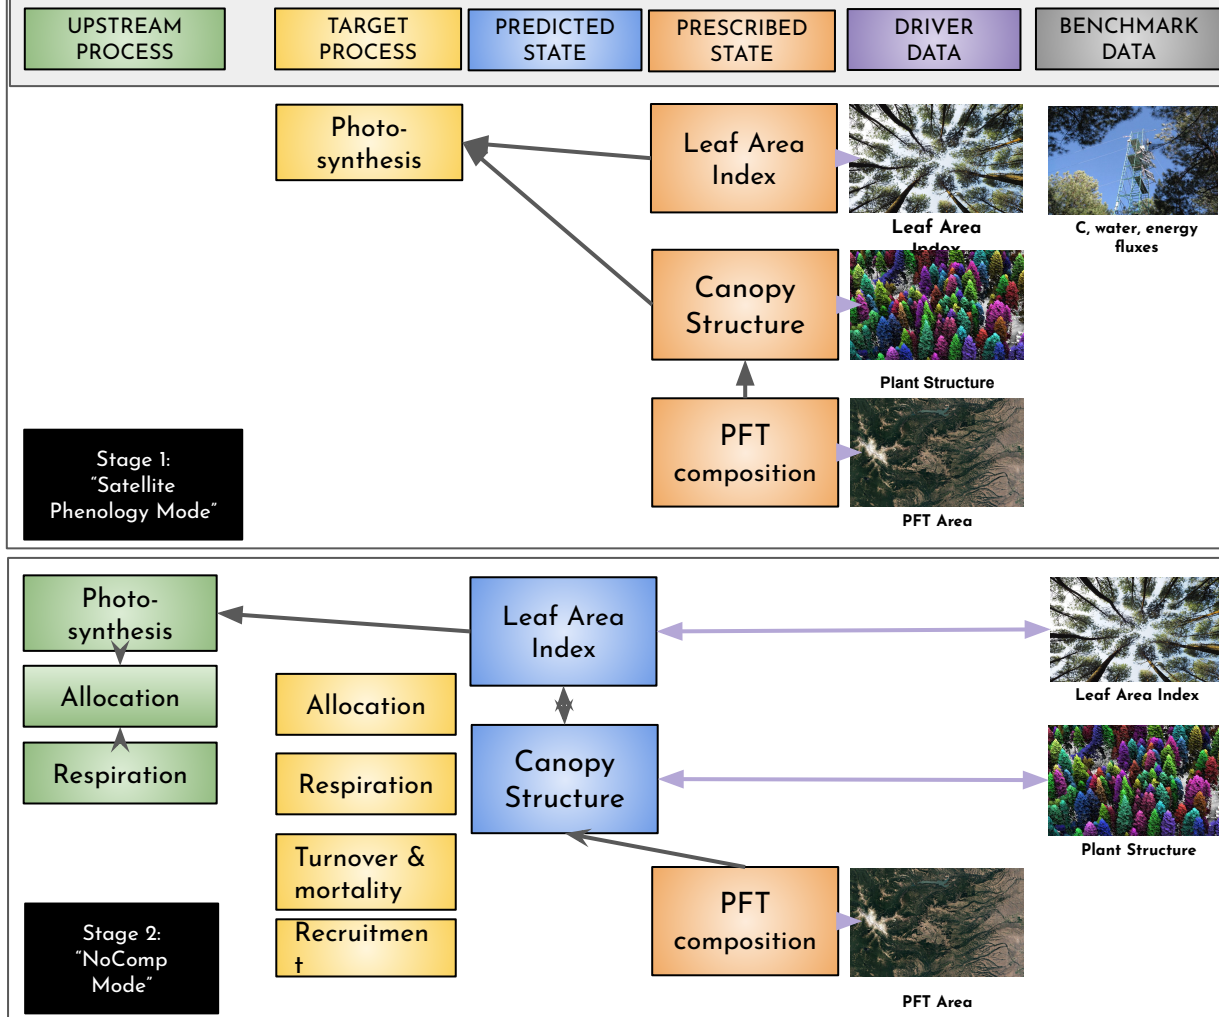 UPSTREAM
PROCESS
TARGET
PROCESS
PREDICTED
STATE
PRESCRIBED
STATE
DRIVER
DATA
BENCHMARK
DATA
Photo-
synthesis
Leaf Area
Index
Leaf Area
Index
C, water, energy
fluxes
Canopy
Structure
Plant Structure
PFT
composition
PFT Area
Stage 1:
“Satellite
Phenology Mode”
Photo-
synthesis
Allocation
Respiration
Leaf Area
Index
Leaf Area Index
Allocation
Respiration
Turnover &
mortality
Recruitmen
t
Canopy
Structure
Plant Structure
PFT
composition
PFT Area
Stage 2:
“NoComp
Mode”